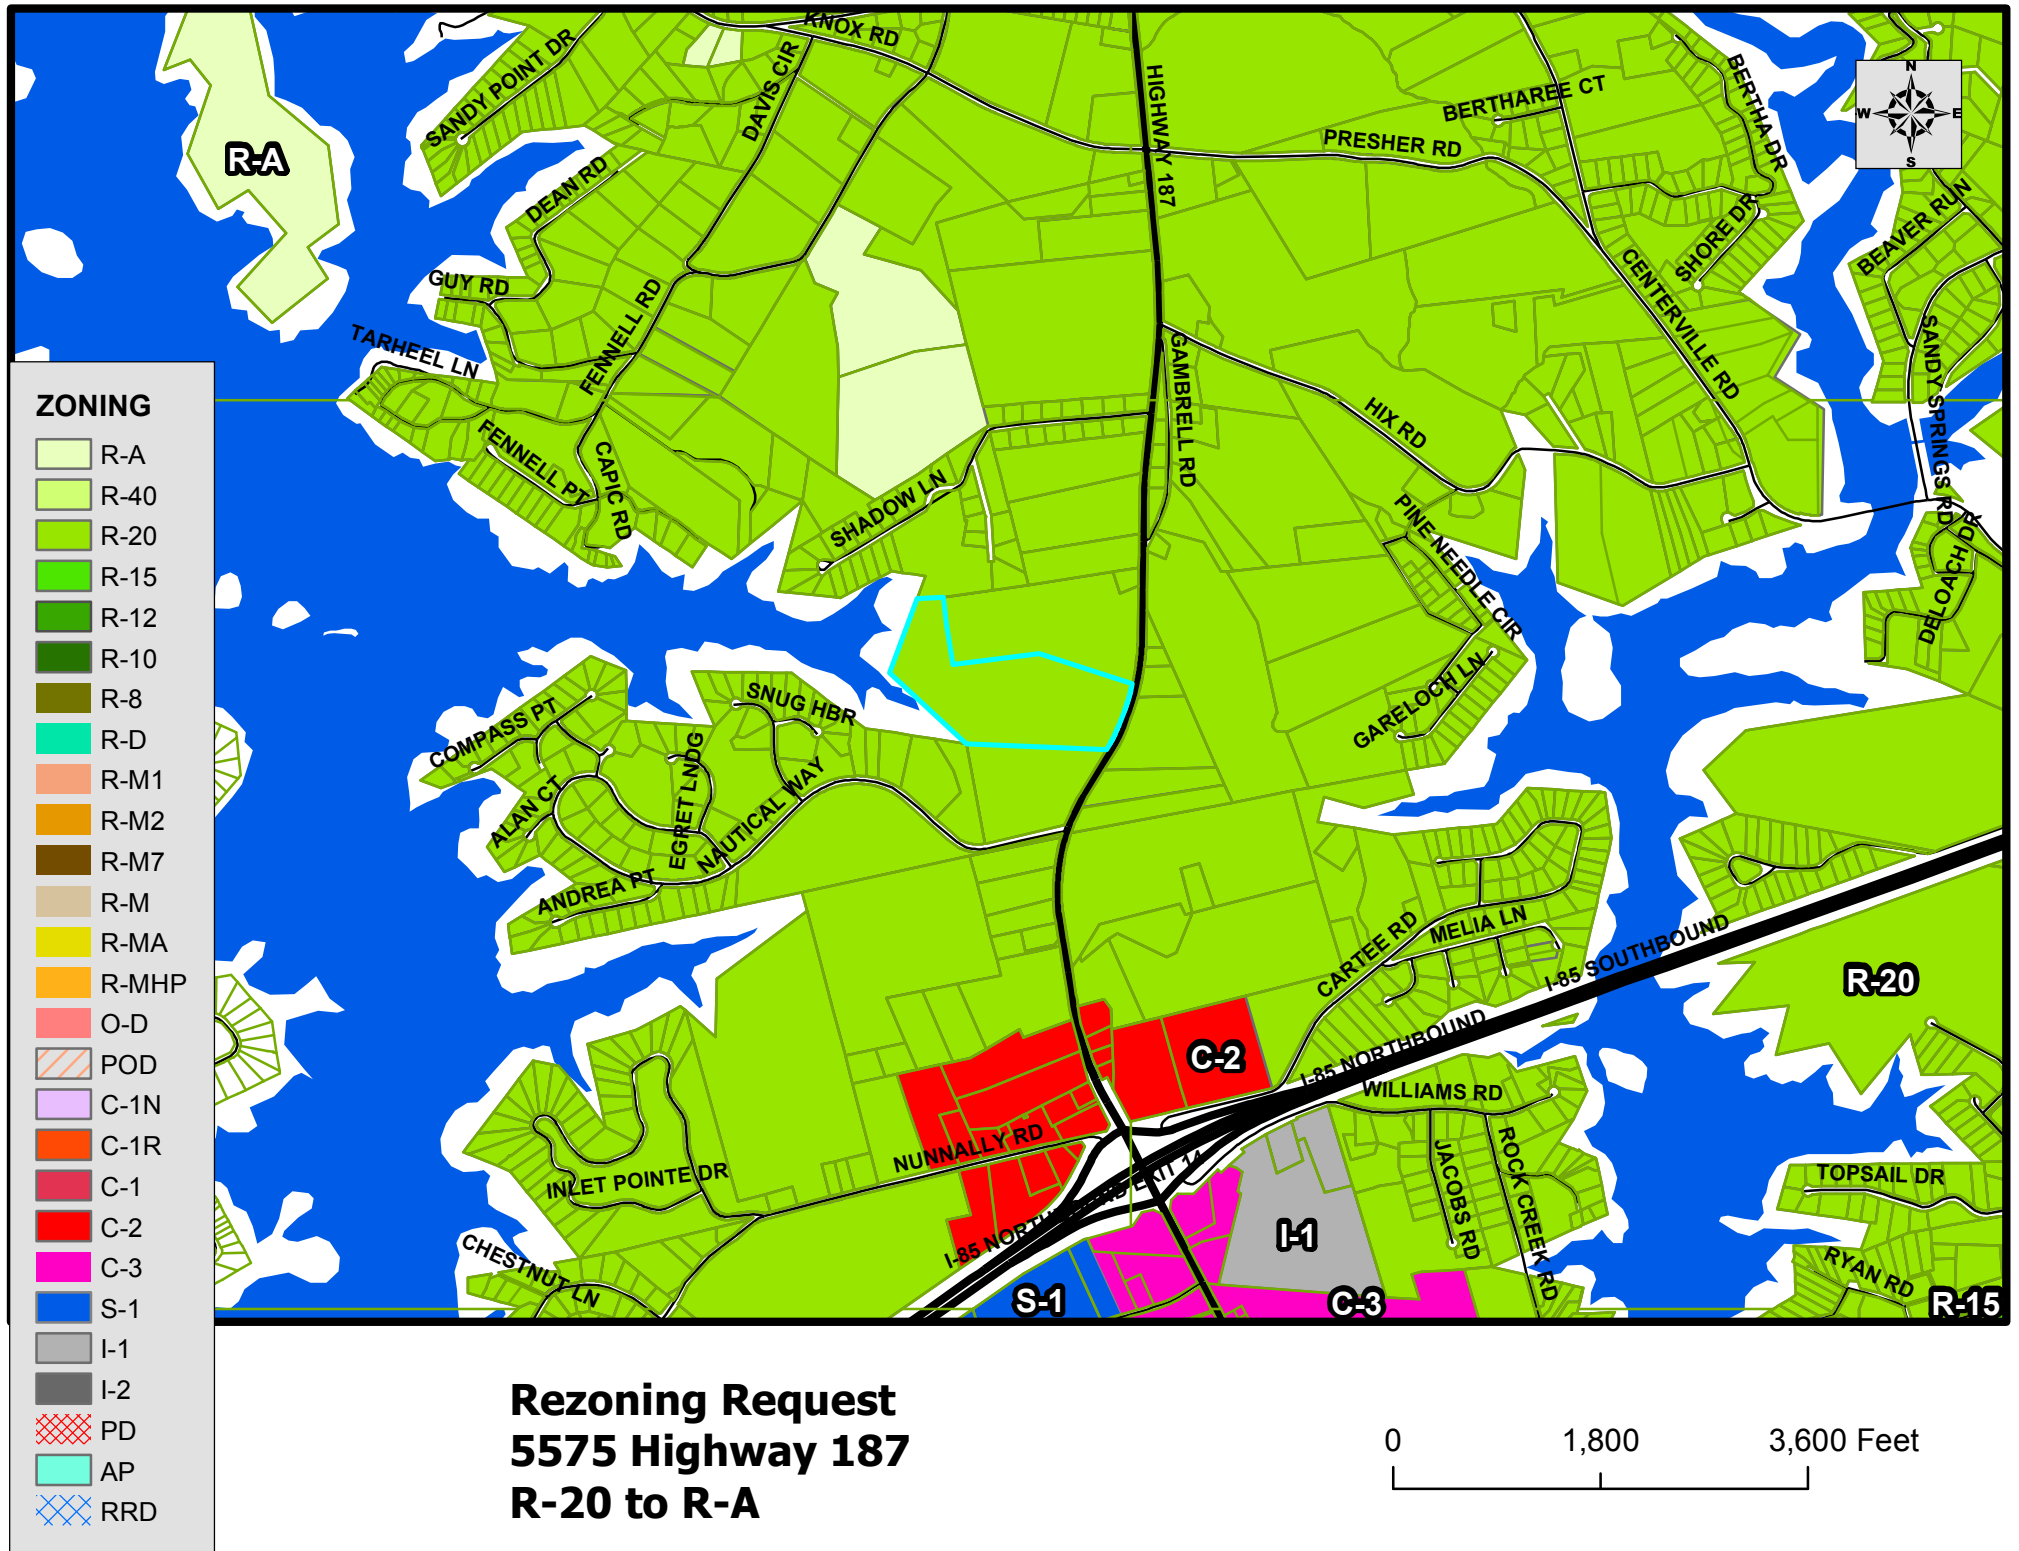 KNOX RD
SANDY POINT DR
DAVIS CIR
HIGHWAY 187
BERTHAREE CT
BERTHA DR
N
W
E
S
PRESHER RD
R-A
DEAN RD
BEAVER RUN
SHORE DR
GUY RD
FENNELL RD
CENTERVILLE RD
TARHEEL LN
GAMBRELL RD
SANDY SPRINGS RD
HIX RD
FENNELL PT
CAPIC RD
SHADOW LN
PINE NEEDLE CIR
DELOACH DR
GARELOCH LN
COMPASS PT
SNUG HBR
EGRET LNDG
ALAN CT
NAUTICAL WAY
ANDREA PT
CARTEE RD
MELIA LN
I-85 SOUTHBOUND
R-20
C-2
I-85 NORTHBOUND
WILLIAMS RD
NUNNALLY RD
INLET POINTE DR
JACOBS RD
ROCK CREEK RD
TOPSAIL DR
I-1
CHESTNUT LN
RYAN RD
S-1
C-3
R-15
ZONING
R-A
R-40
R-20
R-15
R-12
R-10
R-8
R-D
R-M1
R-M2
R-M7
R-M
R-MA
R-MHP
O-D
POD
C-1N
C-1R
C-1
C-2
C-3
S-1
I-1
I-2
PD
AP
RRD
Rezoning Request
5575 Highway 187
R-20 to R-A
0 1,800 3,600 Feet